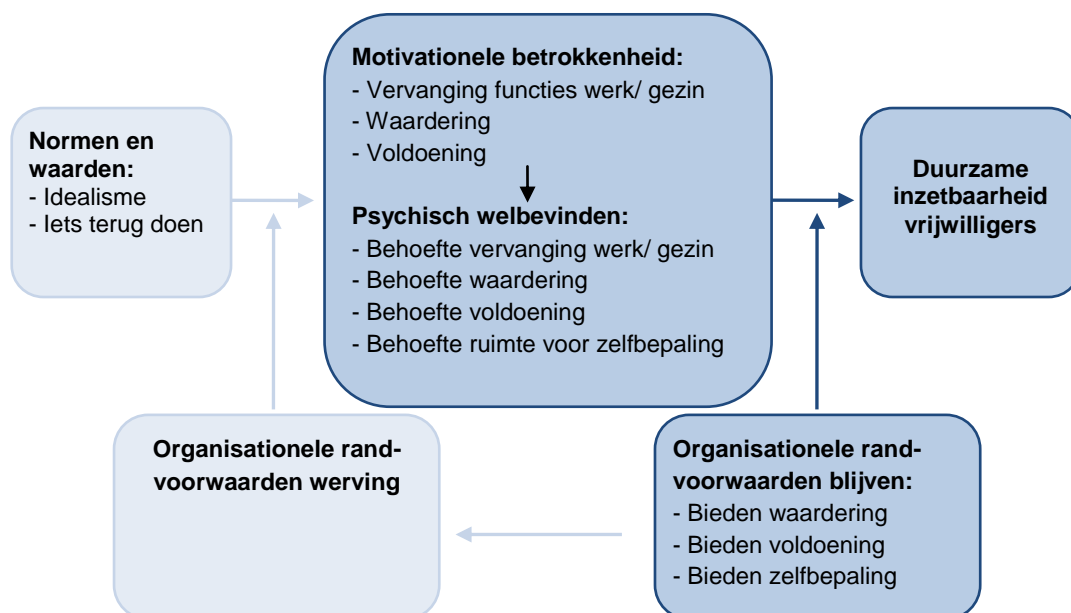 Normen en
waarden:
- Idealisme
- Iets terug doen
Motivationele betrokkenheid:
- Vervanging functies werk/ gezin
- Waardering
- Voldoening
Psychisch welbevinden:
- Behoefte vervanging werk/ gezin
- Behoefte waardering
- Behoefte voldoening
- Behoefte ruimte voor zelfbepaling
Duurzame
inzetbaarheid
vrijwilligers
Organisationele rand-
voorwaarden werving
Organisationele rand-
voorwaarden blijven:
- Bieden waardering
- Bieden voldoening
- Bieden zelfbepaling